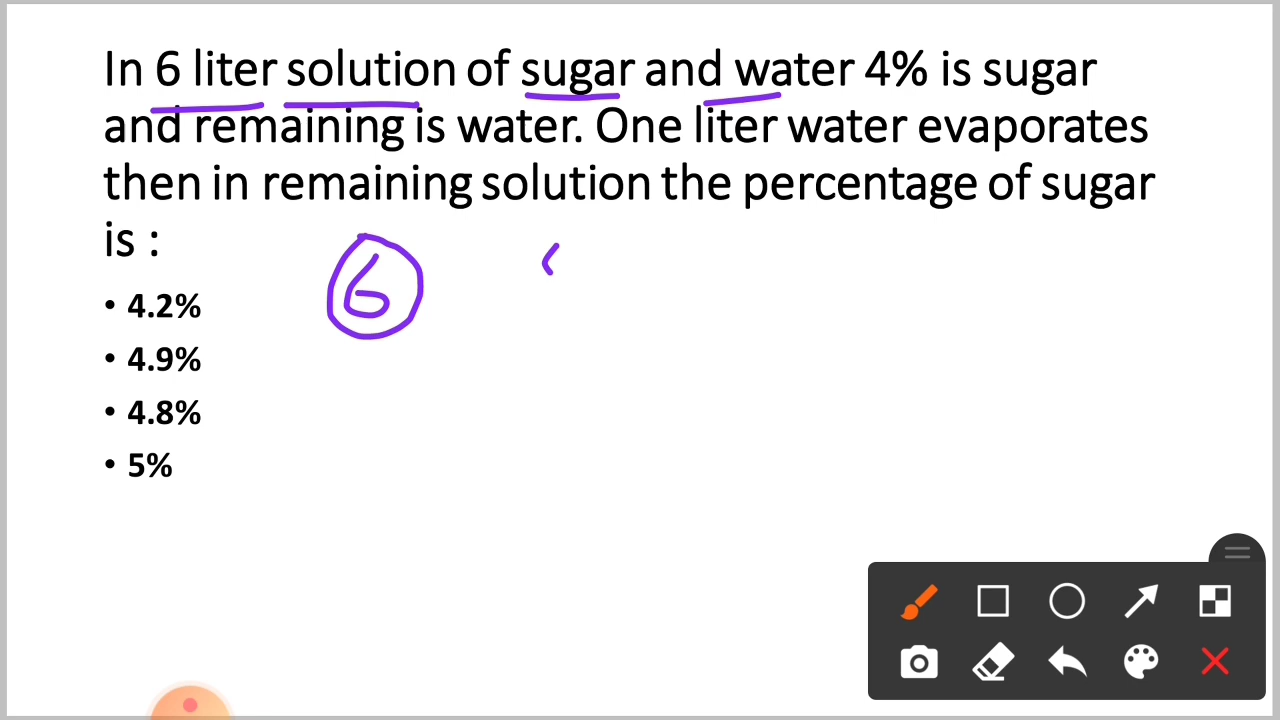 In 6 liter solution of sugar and water 4% is sugar
and remaining is water. One liter water evaporates
then in remaining solution the percentage of sugar
is :
6
• 4.2%
• 4.9%
• 4.8%
• 5%